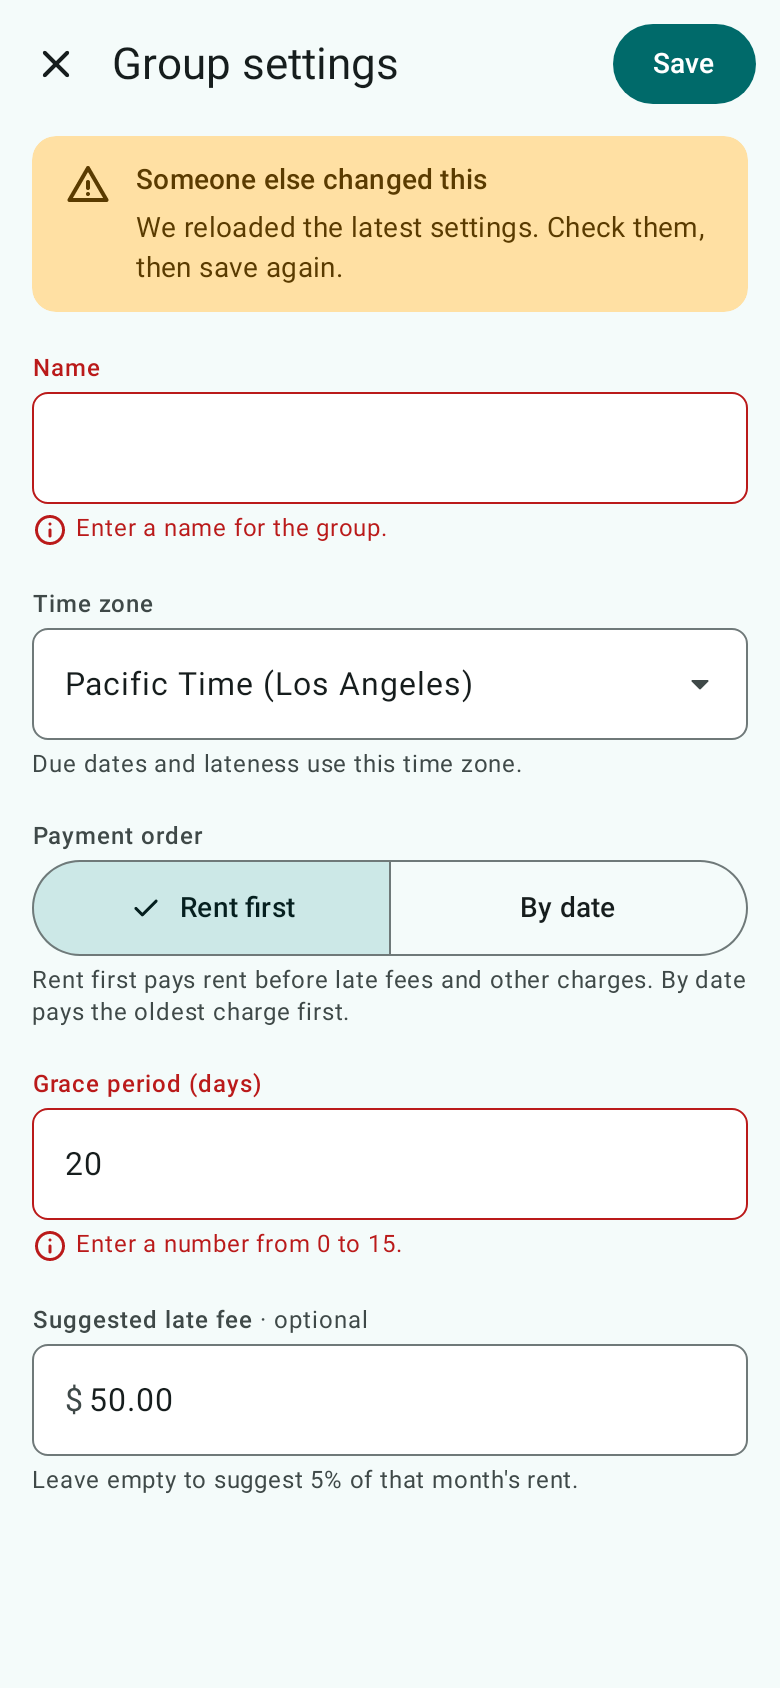 Group settings
Save
Someone else changed this
We reloaded the latest settings. Check them,
then save again.
Name
Enter a name for the group.
Time zone
Pacific Time (Los Angeles)
Due dates and lateness use this time zone.
Payment order
Rent first
By date
Rent first pays rent before late fees and other charges. By date
pays the oldest charge first.
Grace period (days)
20
Enter a number from 0 to 15.
Suggested late fee · optional
$ 50.00
Leave empty to suggest 5% of that month's rent.